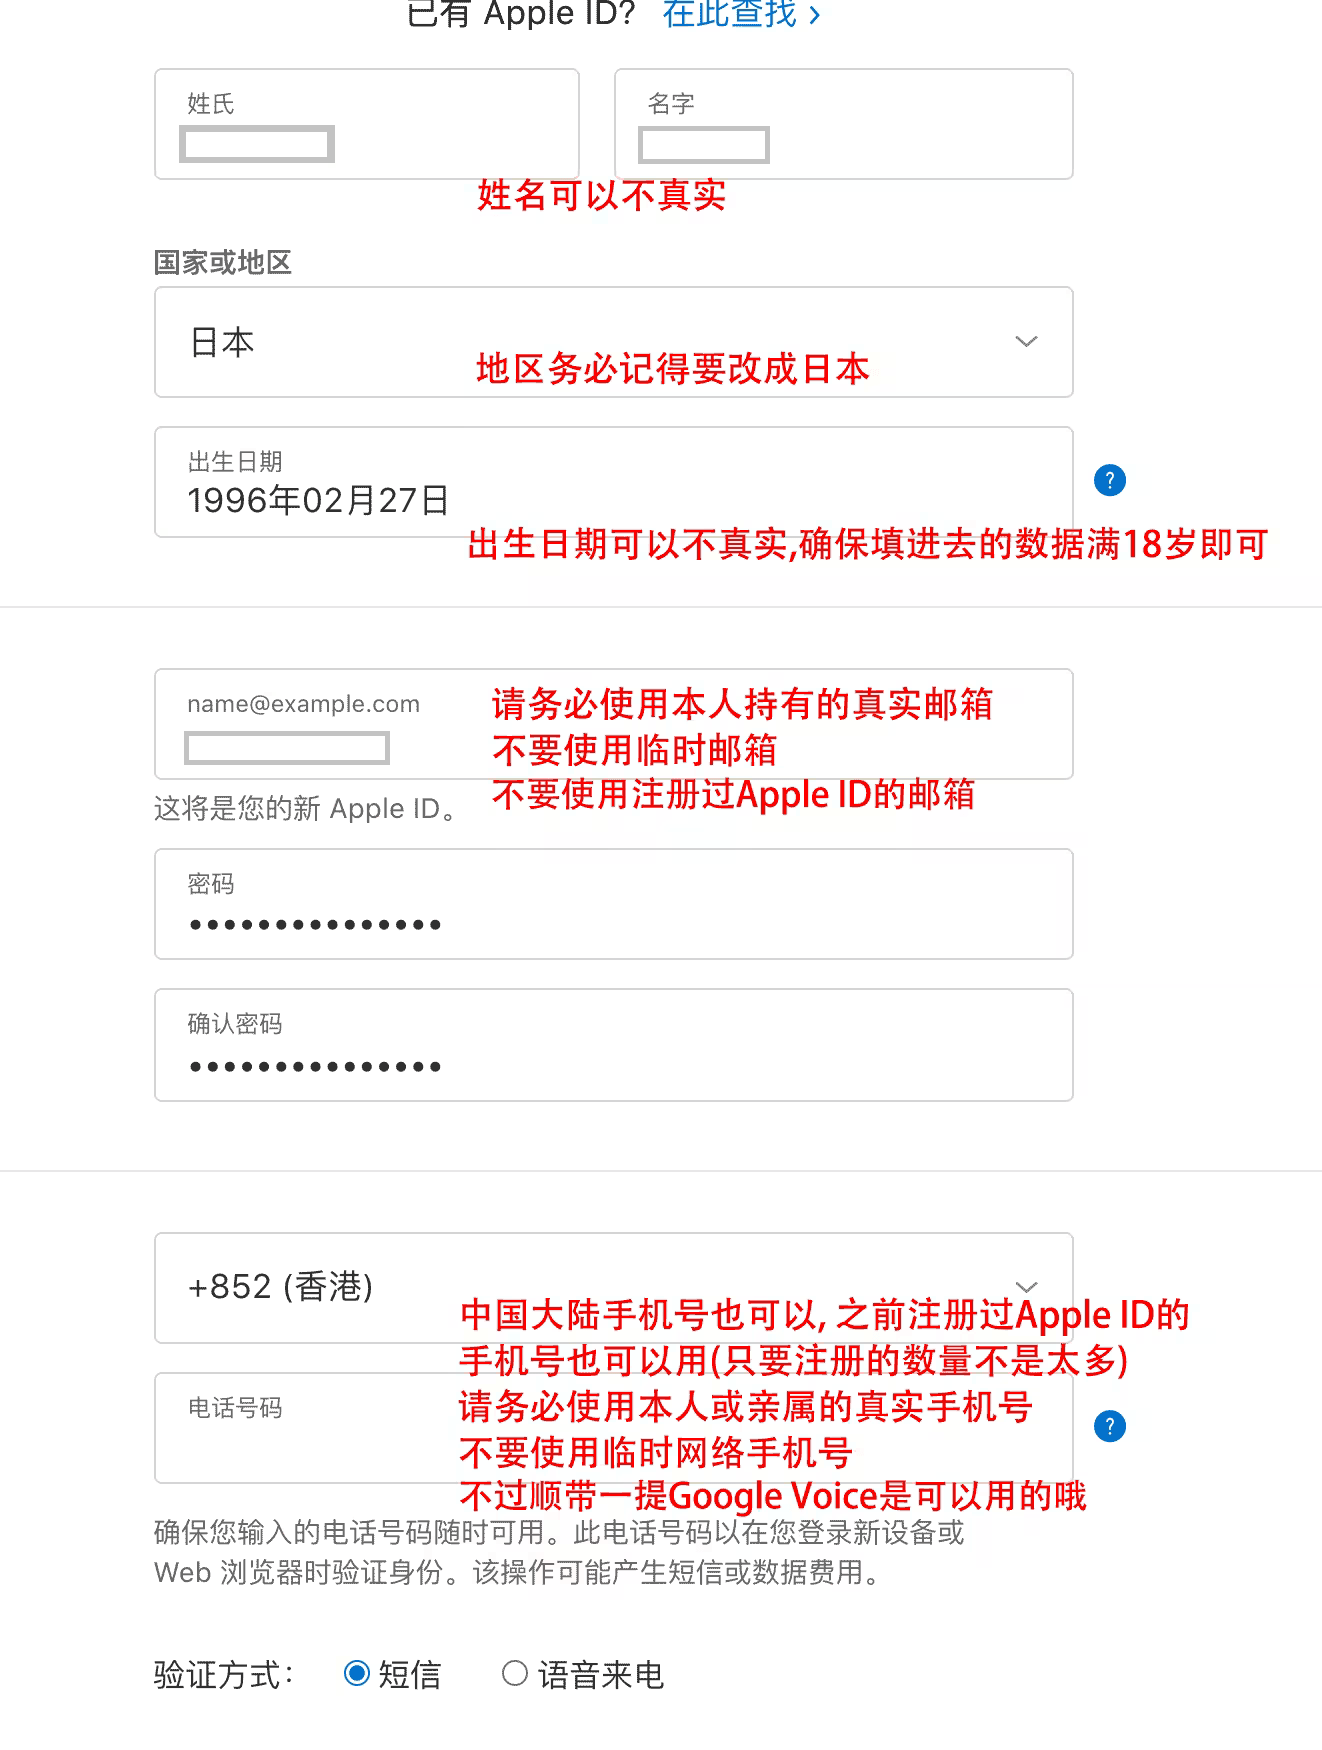 已有 Apple ID? 在此查找 >
姓氏
名字
姓名可以不真实
国家或地区
日本
地区务必记得要改成日本
出生日期
1996年02月27日
?
出生日期可以不真实,确保填进去的数据满18岁即可
name@example.com
请务必使用本人持有的真实邮箱
不要使用临时邮箱
不要使用注册过Apple ID的邮箱
这将是您的新 Apple ID。
密码
•••••••••••••••
确认密码
•••••••••••••••
+852 (香港)
中国大陆手机号也可以, 之前注册过Apple ID的
手机号也可以用(只要注册的数量不是太多)
电话号码
请务必使用本人或亲属的真实手机号
?
不要使用临时网络手机号
不过顺带一提Google Voice是可以用的哦
确保您输入的电话号码随时可用。此电话号码以在您登录新设备或
Web 浏览器时验证身份。该操作可能产生短信或数据费用。
验证方式： 短信 语音来电